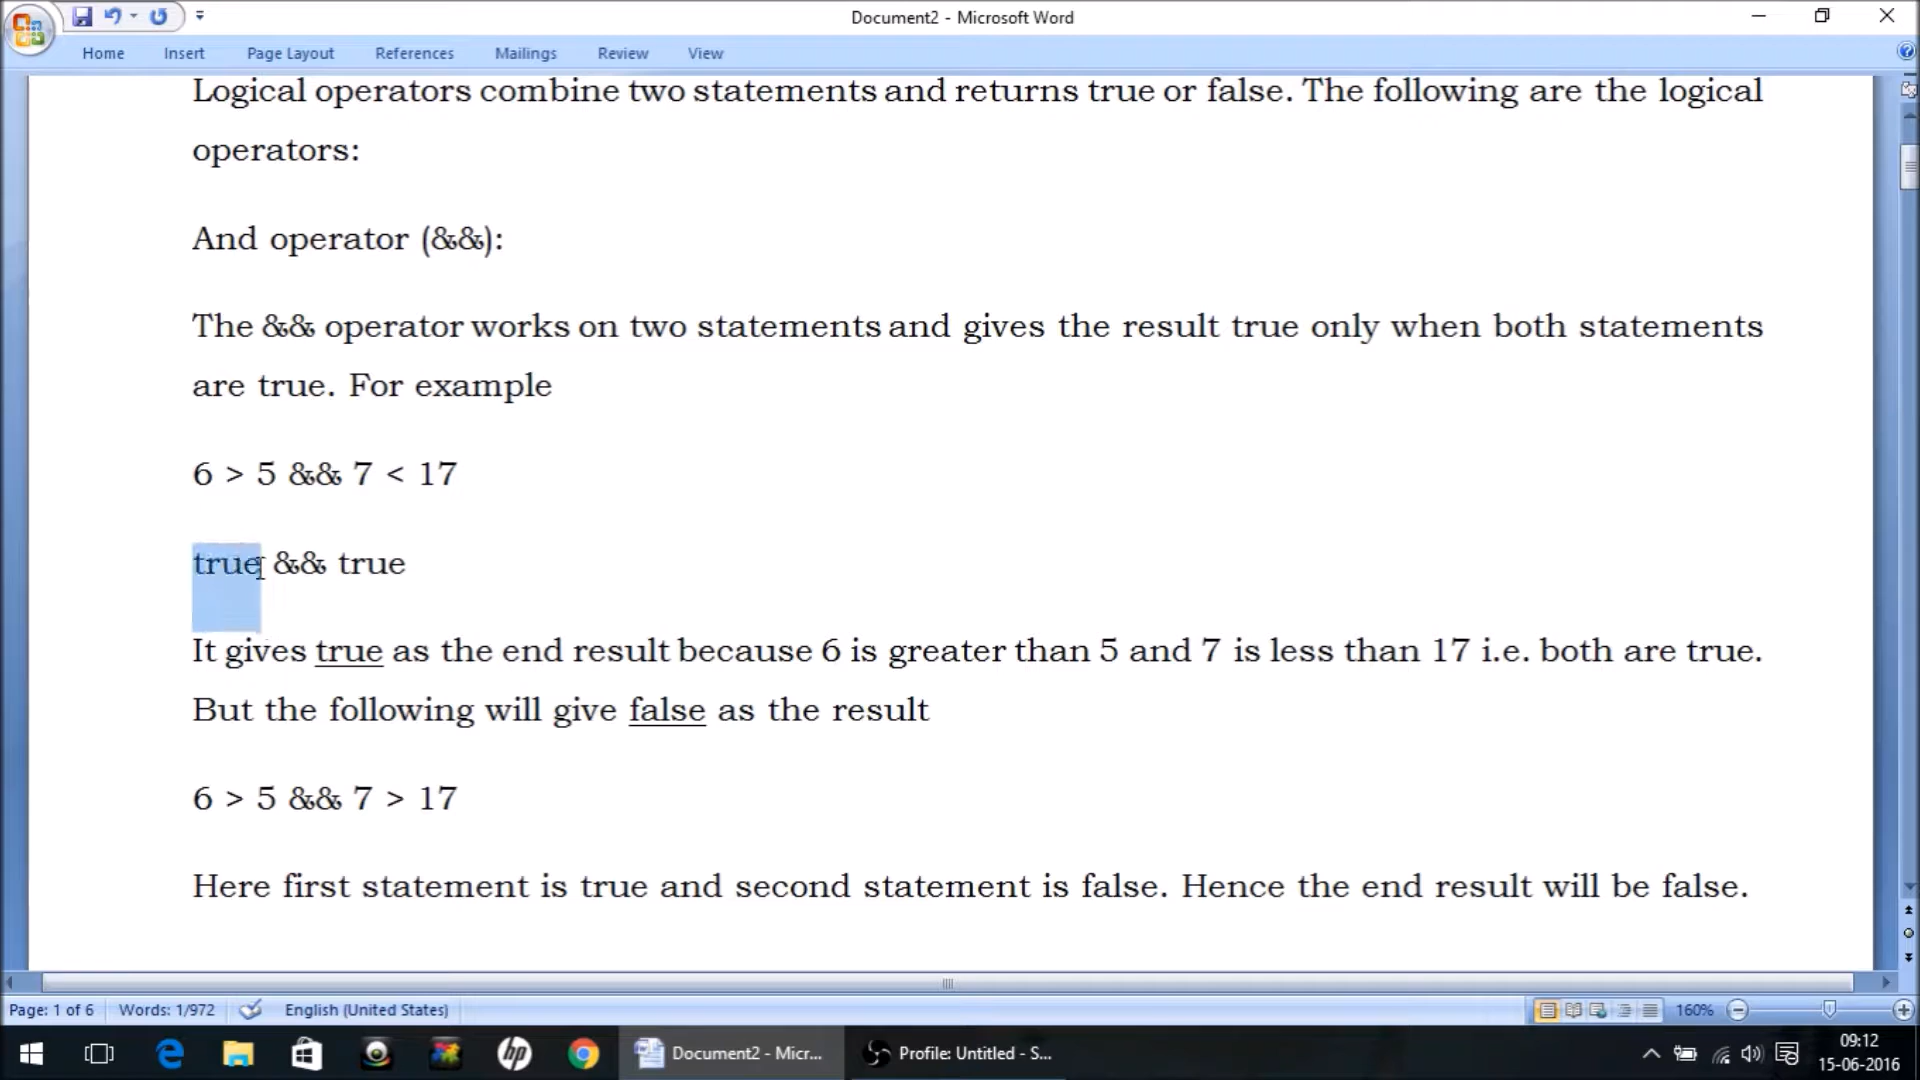 Document2 - Microsoft Word
Home Insert Page Layout References Mailings Review View
Logical operators combine two statements and returns true or false. The following are the logical
operators:
And operator (&&):
The && operator works on two statements and gives the result true only when both statements
are true. For example
6 > 5 && 7 < 17
true && true
It gives true as the end result because 6 is greater than 5 and 7 is less than 17 i.e. both are true.
But the following will give false as the result
6 > 5 && 7 > 17
Here first statement is true and second statement is false. Hence the end result will be false.
Page: 1 of 6 Words: 1/972 English (United States) 160%
hp Document2 - Micr... Profile: Untitled - S... 09:12
15-06-2016